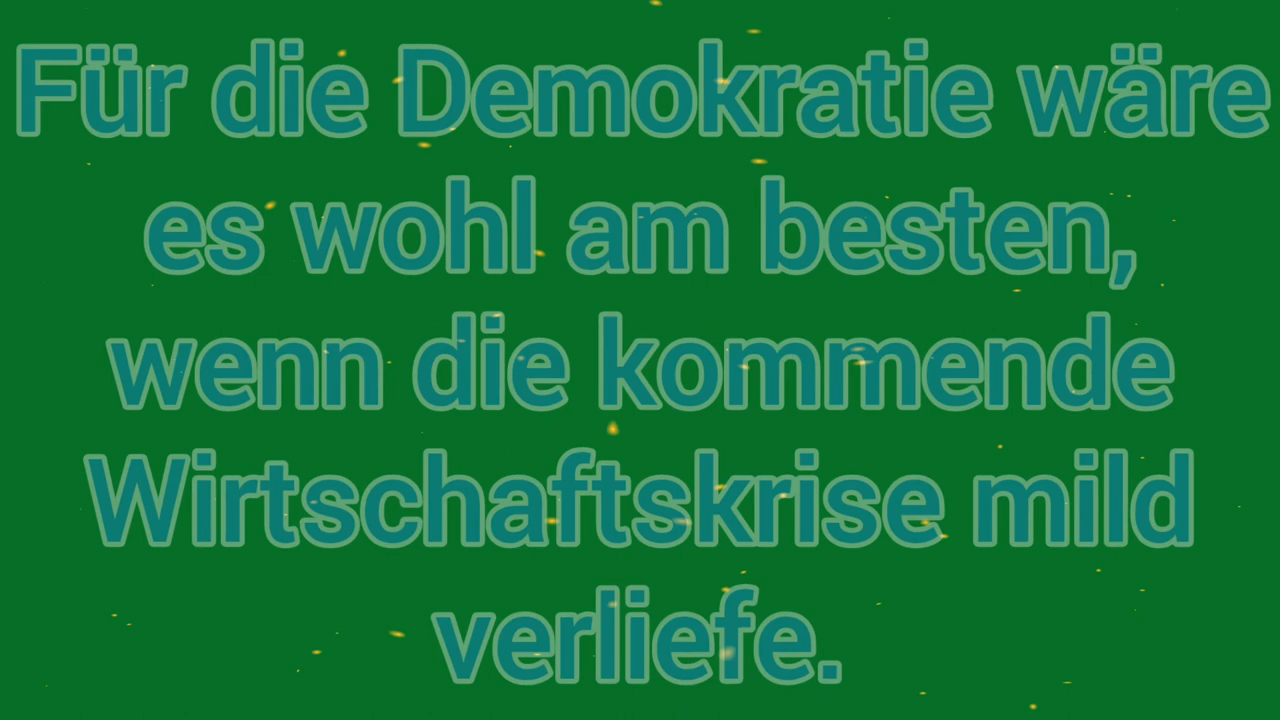 Für die Demokratie wäre
es wohl am besten,
wenn die kommende
Wirtschaftskrise mild
verliefe.